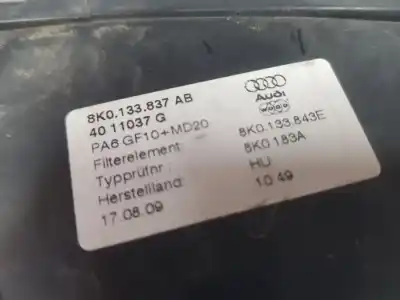 8K0.133.837 AB
40 11037 G
Audi
PA6 GF10+MD20
Filterelement: 8K0.133.843E
Typprüfnr.: 8K0 183A
Herstelland: HU
17.08.09 10:49